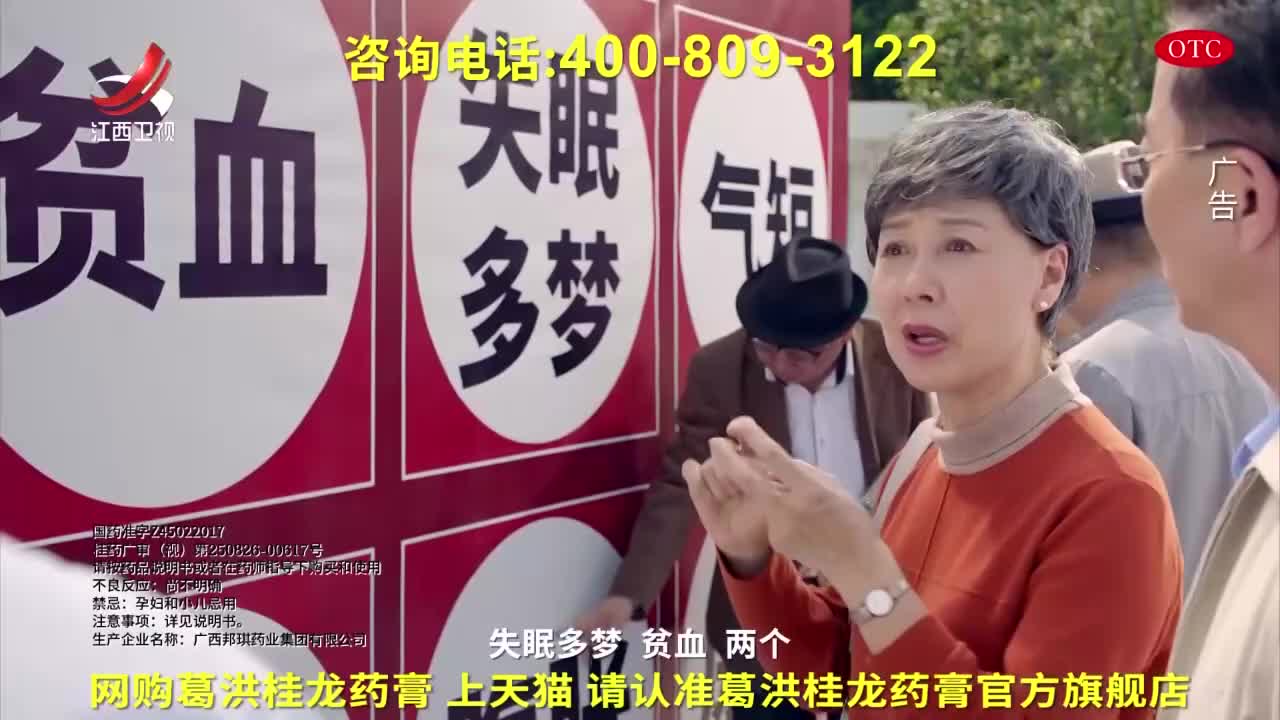 咨询电话:400-809-3122
OTC
江西卫视
广告
贫血
失眠
多梦
气短
国药准字Z45022017
桂药广审（视）第250826-00617号
请按药品说明书或者在药师指导下购买和使用
不良反应：尚不明确
禁忌：孕妇和小儿忌用
注意事项：详见说明书。
生产企业名称：广西邦琪药业集团有限公司
失眠多梦 贫血 两个
网购葛洪桂龙药膏 上天猫 请认准葛洪桂龙药膏官方旗舰店